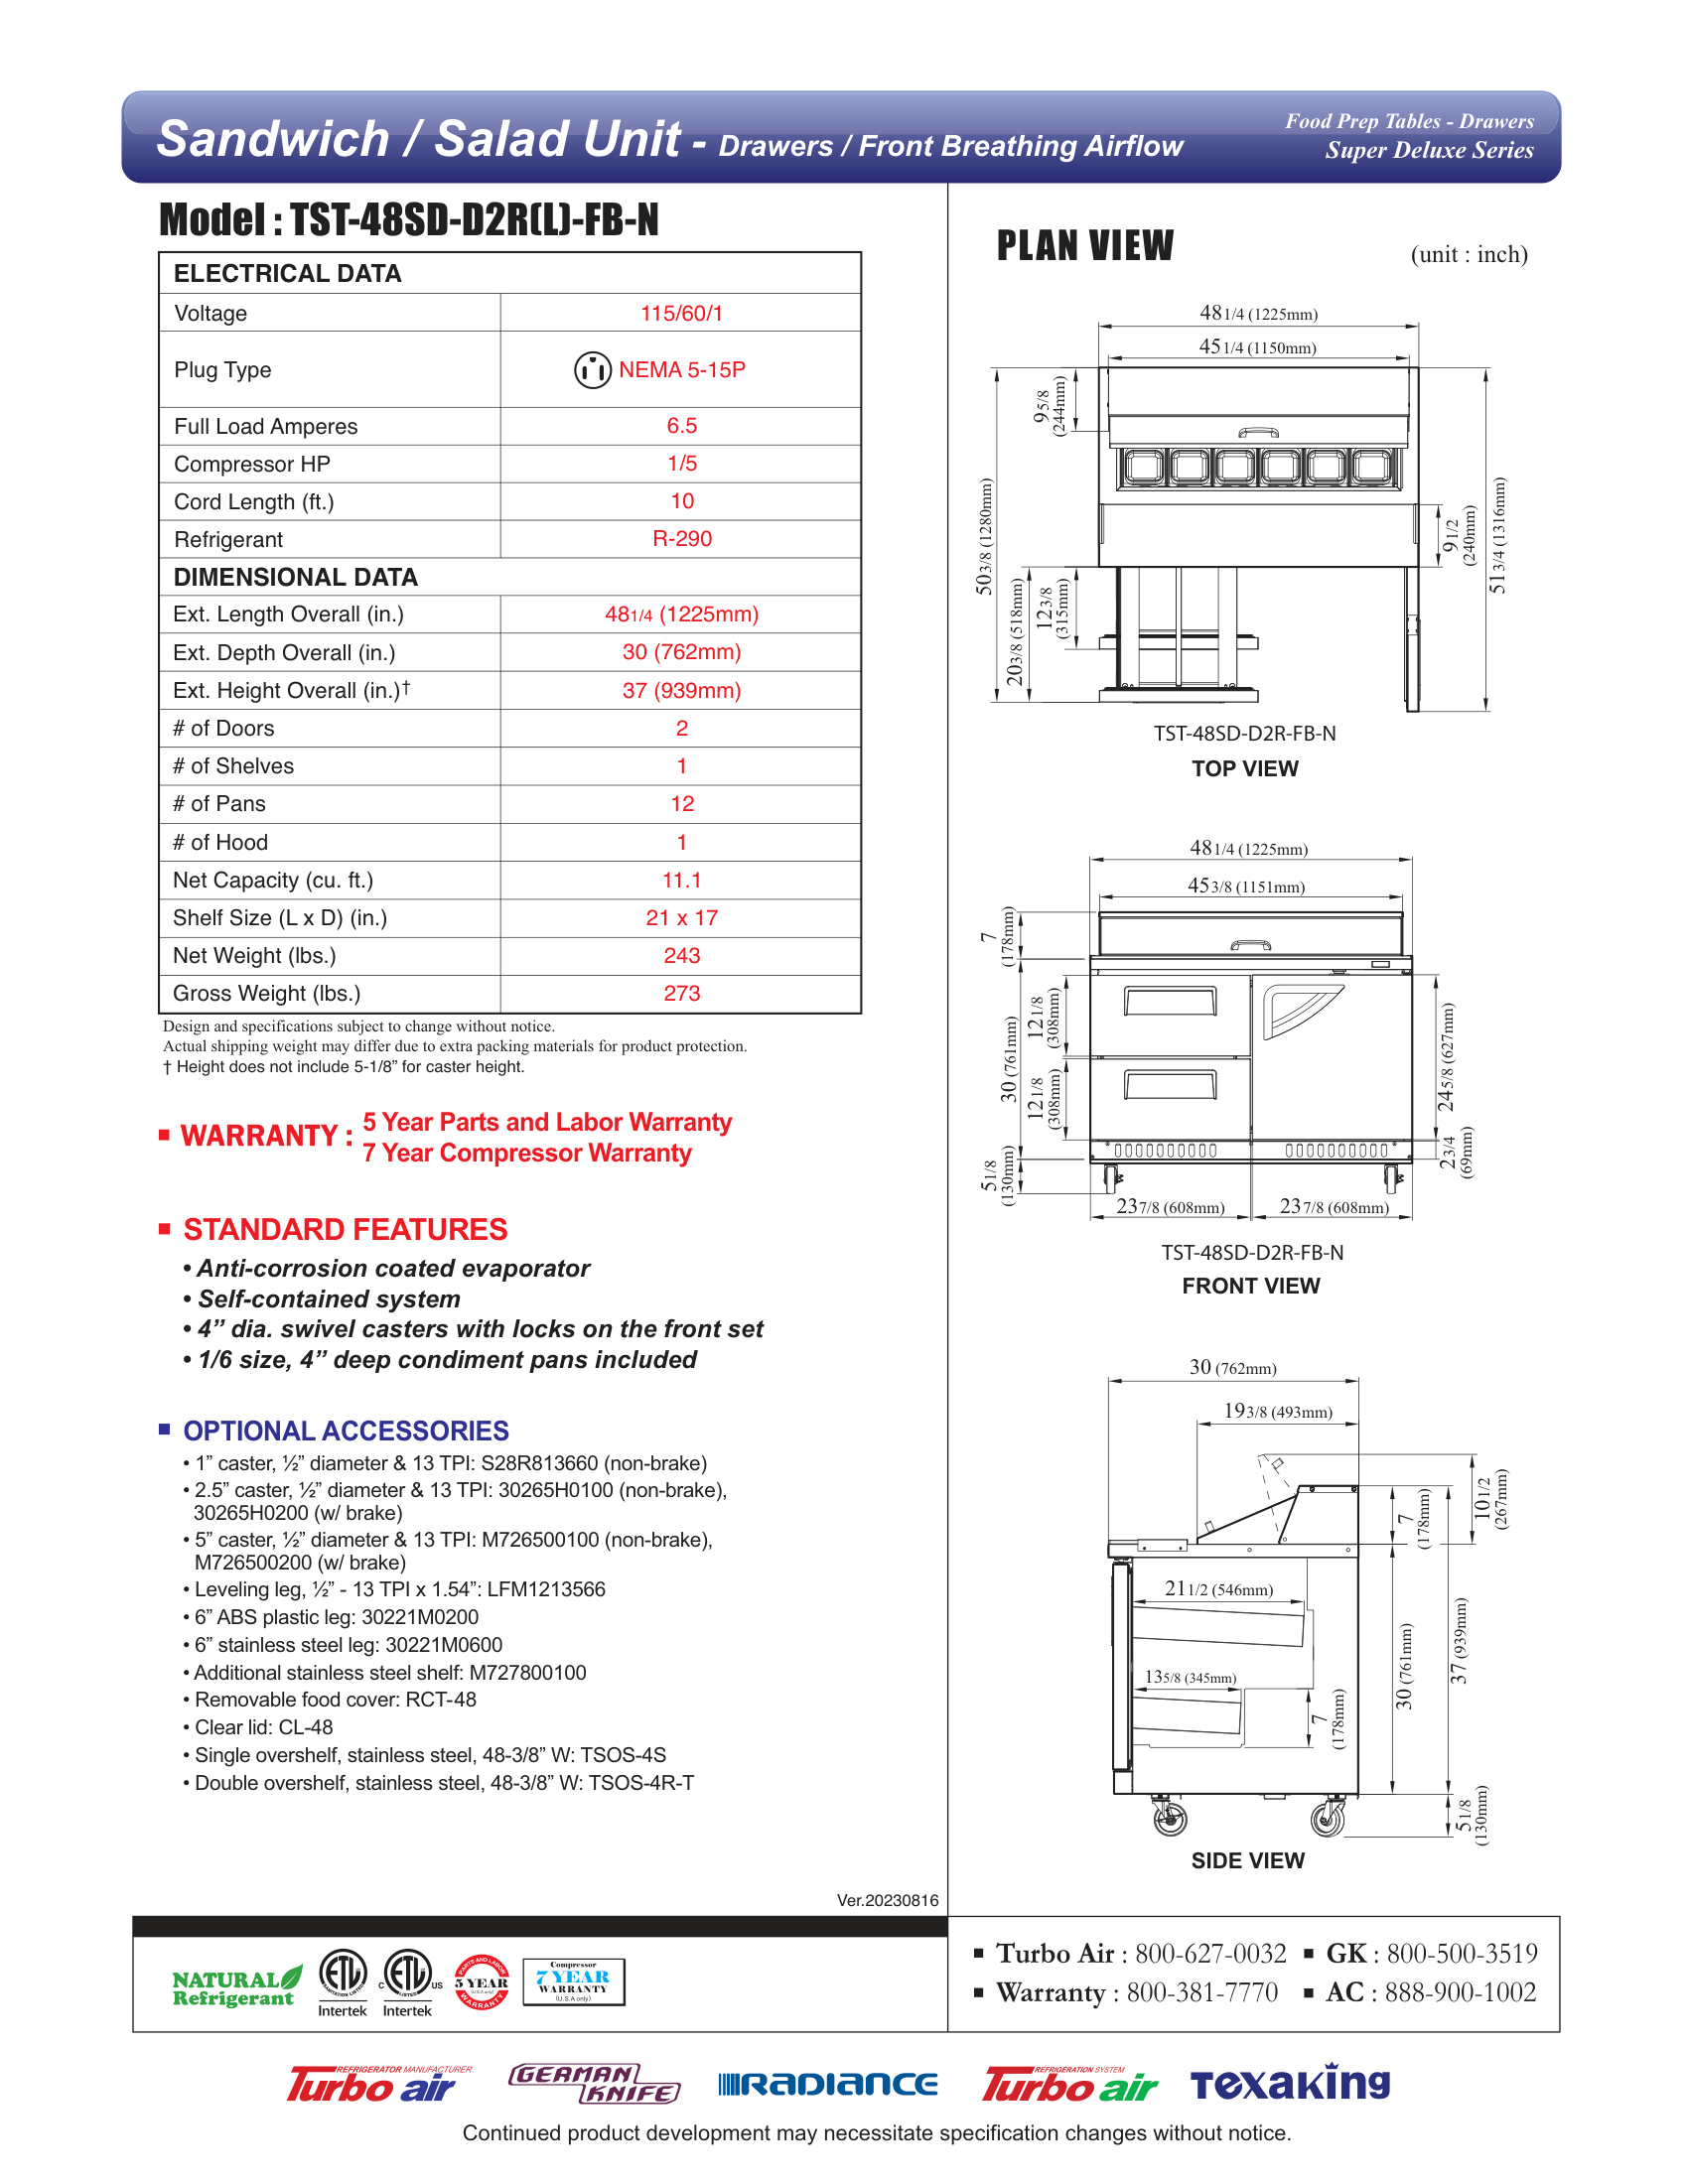 Sandwich / Salad Unit - Drawers / Front Breathing Airflow
Food Prep Tables - Drawers
Super Deluxe Series
Model : TST-48SD-D2R(L)-FB-N
ELECTRICAL DATA
Voltage 115/60/1
Plug Type NEMA 5-15P
Full Load Amperes 6.5
Compressor HP 1/5
Cord Length (ft.) 10
Refrigerant R-290
DIMENSIONAL DATA
Ext. Length Overall (in.) 48 1/4 (1225mm)
Ext. Depth Overall (in.) 30 (762mm)
Ext. Height Overall (in.)† 37 (939mm)
# of Doors 2
# of Shelves 1
# of Pans 12
# of Hood 1
Net Capacity (cu. ft.) 11.1
Shelf Size (L x D) (in.) 21 x 17
Net Weight (lbs.) 243
Gross Weight (lbs.) 273
Design and specifications subject to change without notice.
Actual shipping weight may differ due to extra packing materials for product protection.
† Height does not include 5-1/8” for caster height.
WARRANTY : 5 Year Parts and Labor Warranty
7 Year Compressor Warranty
STANDARD FEATURES
• Anti-corrosion coated evaporator
• Self-contained system
• 4” dia. swivel casters with locks on the front set
• 1/6 size, 4” deep condiment pans included
OPTIONAL ACCESSORIES
• 1” caster, ½” diameter & 13 TPI: S28R813660 (non-brake)
• 2.5” caster, ½” diameter & 13 TPI: 30265H0100 (non-brake),
30265H0200 (w/ brake)
• 5” caster, ½” diameter & 13 TPI: M726500100 (non-brake),
M726500200 (w/ brake)
• Leveling leg, ½” - 13 TPI x 1.54”: LFM1213566
• 6” ABS plastic leg: 30221M0200
• 6” stainless steel leg: 30221M0600
• Additional stainless steel shelf: M727800100
• Removable food cover: RCT-48
• Clear lid: CL-48
• Single overshelf, stainless steel, 48-3/8” W: TSOS-4S
• Double overshelf, stainless steel, 48-3/8” W: TSOS-4R-T
Ver.20230816
PLAN VIEW
(unit : inch)
48 1/4 (1225mm)
45 1/4 (1150mm)
9 5/8 (244mm)
50 3/8 (1280mm)
20 3/8 (518mm)
12 3/8 (315mm)
9 1/2 (240mm)
51 3/4 (1316mm)
TST-48SD-D2R-FB-N
TOP VIEW
48 1/4 (1225mm)
45 3/8 (1151mm)
7 (178mm)
30 (761mm)
12 1/8 (308mm)
12 1/8 (308mm)
5 1/8 (130mm)
24 5/8 (627mm)
2 3/4 (69mm)
23 7/8 (608mm)
23 7/8 (608mm)
TST-48SD-D2R-FB-N
FRONT VIEW
30 (762mm)
19 3/8 (493mm)
10 1/2 (267mm)
7 (178mm)
21 1/2 (546mm)
13 5/8 (345mm)
7 (178mm)
30 (761mm)
37 (939mm)
5 1/8 (130mm)
SIDE VIEW
NATURAL
Refrigerant
ETL
SANITATION LISTED
Intertek
C ETL US
LISTED
Intertek
PARTS AND LABOR
5 YEAR
(U.S.A only)
WARRANTY
Compressor
7 YEAR
WARRANTY
(U.S.A only)
Turbo Air : 800-627-0032
GK : 800-500-3519
Warranty : 800-381-7770
AC : 888-900-1002
REFRIGERATOR MANUFACTURER
Turbo air
GERMAN
KNIFE
RADIANCE
REFRIGERATION SYSTEM
Turbo air
Texaking
Continued product development may necessitate specification changes without notice.